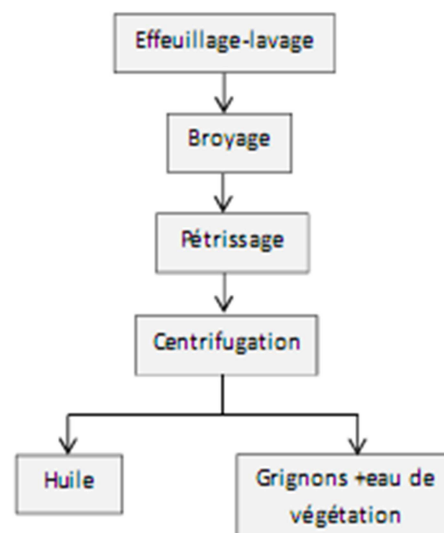 Effeuillage-lavage
Broyage
Pétrissage
Centrifugation
Huile
Grignons +eau de
végétation